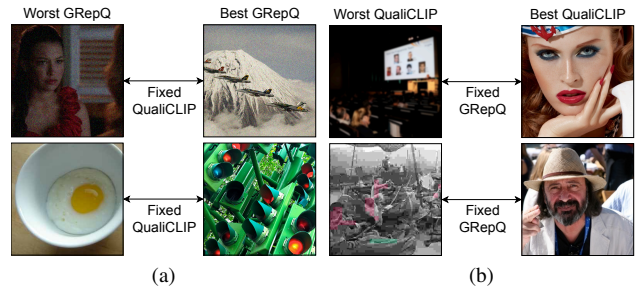 Worst GRepQ
Best GRepQ
Worst QualiCLIP
Best QualiCLIP
Fixed
QualiCLIP
Fixed
GRepQ
Fixed
QualiCLIP
Fixed
GRepQ
(a)
(b)